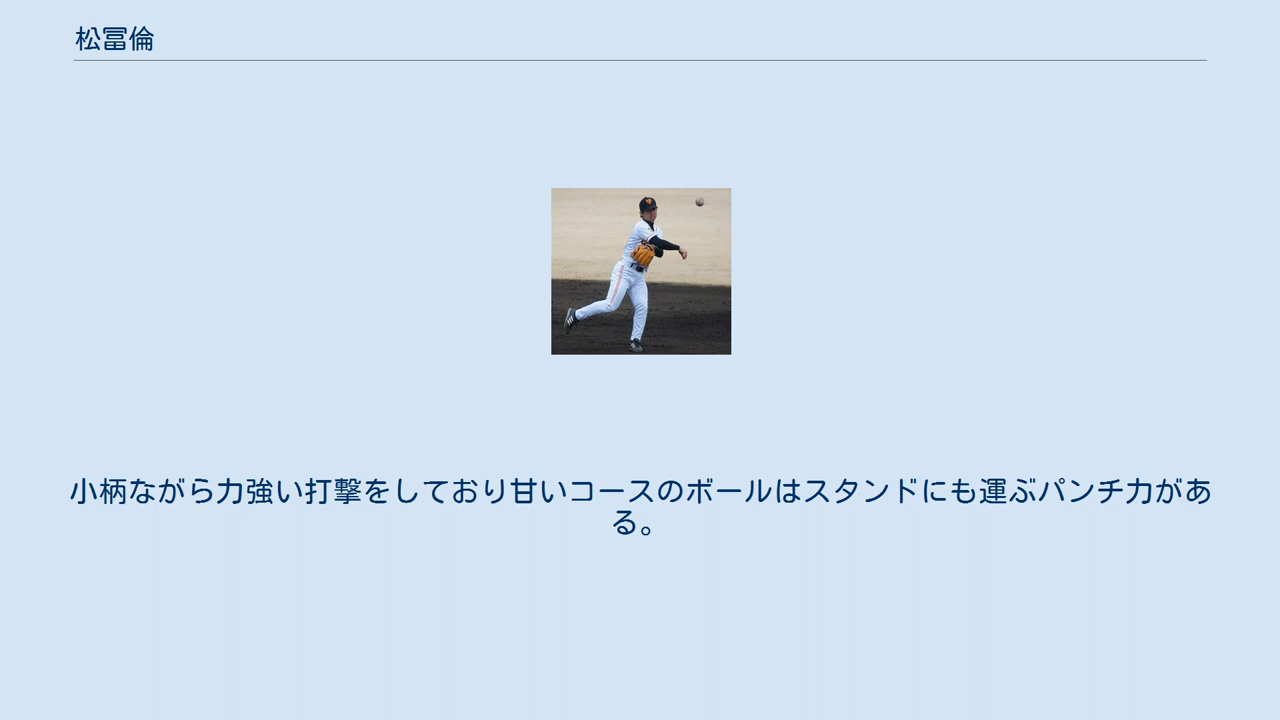 松冨倫
小柄ながら力強い打撃をしており甘いコースのボールはスタンドにも運ぶパンチ力があ
る。